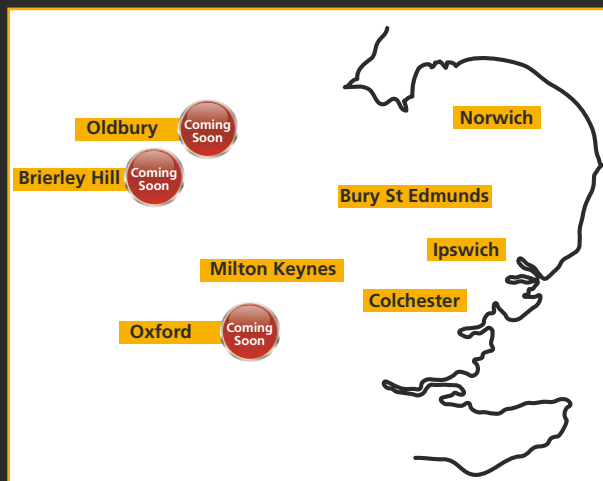 Norwich
Oldbury
Coming
Soon
Brierley Hill
Coming
Soon
Bury St Edmunds
Ipswich
Milton Keynes
Colchester
Oxford
Coming
Soon